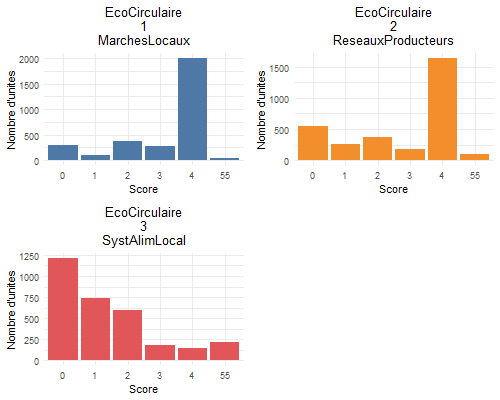 EcoCirculaire
1
MarchesLocaux
Nombre d'unites
2000
1500
1000
500
0
0 1 2 3 4 55
Score
EcoCirculaire
2
ReseauxProducteurs
Nombre d'unites
1500
1000
500
0
0 1 2 3 4 55
Score
EcoCirculaire
3
SystAlimLocal
Nombre d'unites
1250
1000
750
500
250
0
0 1 2 3 4 55
Score